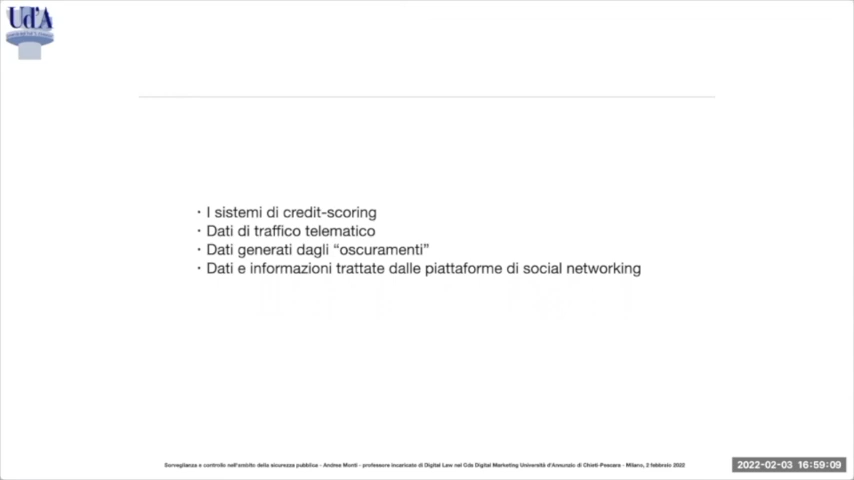 Ud'A
· I sistemi di credit-scoring
· Dati di traffico telematico
· Dati generati dagli “oscuramenti”
· Dati e informazioni trattate dalle piattaforme di social networking
Sorveglianza e controllo nell'ambito della sicurezza pubblica - Andrea Monti - professore incaricato di Digital Law nel Cds Digital Marketing Università d'Annunzio di Chieti-Pescara - Milano, 2 febbraio 2022
2022-02-03 16:59:09